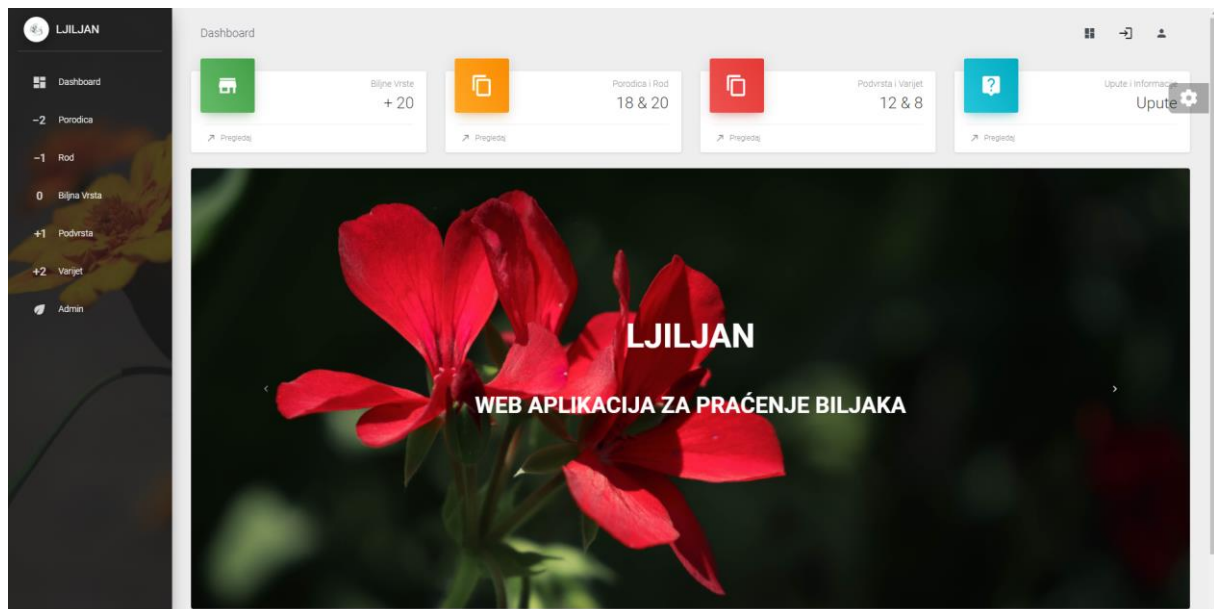 LJILJAN
Dashboard
-2 Porodica
-1 Rod
0 Biljna Vrsta
+1 Podvrsta
+2 Varijet
Admin
Dashboard
Biljne Vrste
+ 20
Pregledaj
Porodica i Rod
18 & 20
Pregledaj
Podvrsta i Varijet
12 & 8
Pregledaj
Upute i Informacije
Upute
Pregledaj
LJILJAN
WEB APLIKACIJA ZA PRAĆENJE BILJAKA